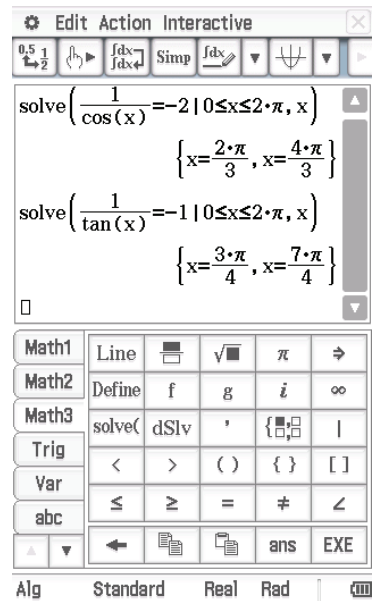 Edit Action Interactive
0.5 1 2 ∫dx ∫dx Simp ∫dx
solve(1/cos(x)=-2|0≤x≤2·π, x)
{x=2·π/3, x=4·π/3}
solve(1/tan(x)=-1|0≤x≤2·π, x)
{x=3·π/4, x=7·π/4}
Math1 Line √■ π ⇒
Math2 Define f g i ∞
Math3 solve( dSlv ' {■;□ |
Trig < > ( ) { } [ ]
Var ≤ ≥ = ≠ ∠
abc ← ans EXE
Alg Standard Real Rad